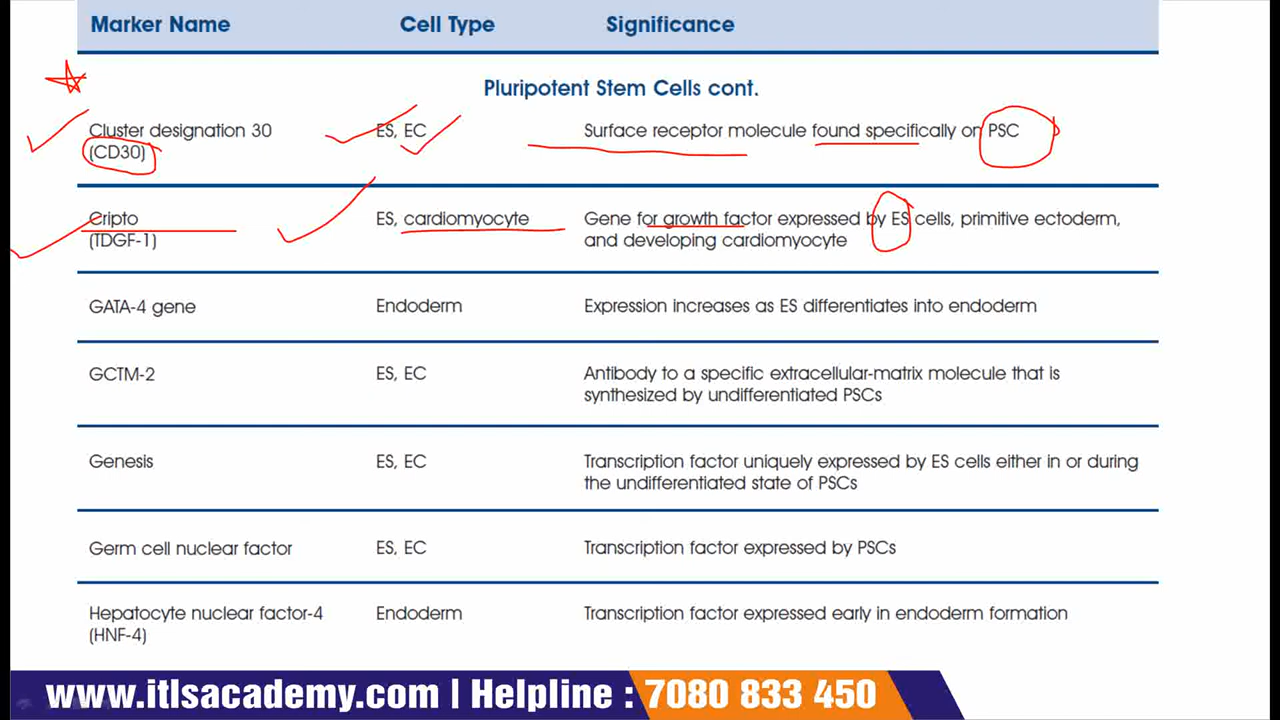 Marker Name Cell Type Significance
Pluripotent Stem Cells cont.
Cluster designation 30 ES, EC Surface receptor molecule found specifically on PSC
(CD30)
Cripto ES, cardiomyocyte Gene for growth factor expressed by ES cells, primitive ectoderm,
(TDGF-1) and developing cardiomyocyte
GATA-4 gene Endoderm Expression increases as ES differentiates into endoderm
GCTM-2 ES, EC Antibody to a specific extracellular-matrix molecule that is
synthesized by undifferentiated PSCs
Genesis ES, EC Transcription factor uniquely expressed by ES cells either in or during
the undifferentiated state of PSCs
Germ cell nuclear factor ES, EC Transcription factor expressed by PSCs
Hepatocyte nuclear factor-4 Endoderm Transcription factor expressed early in endoderm formation
(HNF-4)
www.itlsacademy.com | Helpline : 7080 833 450